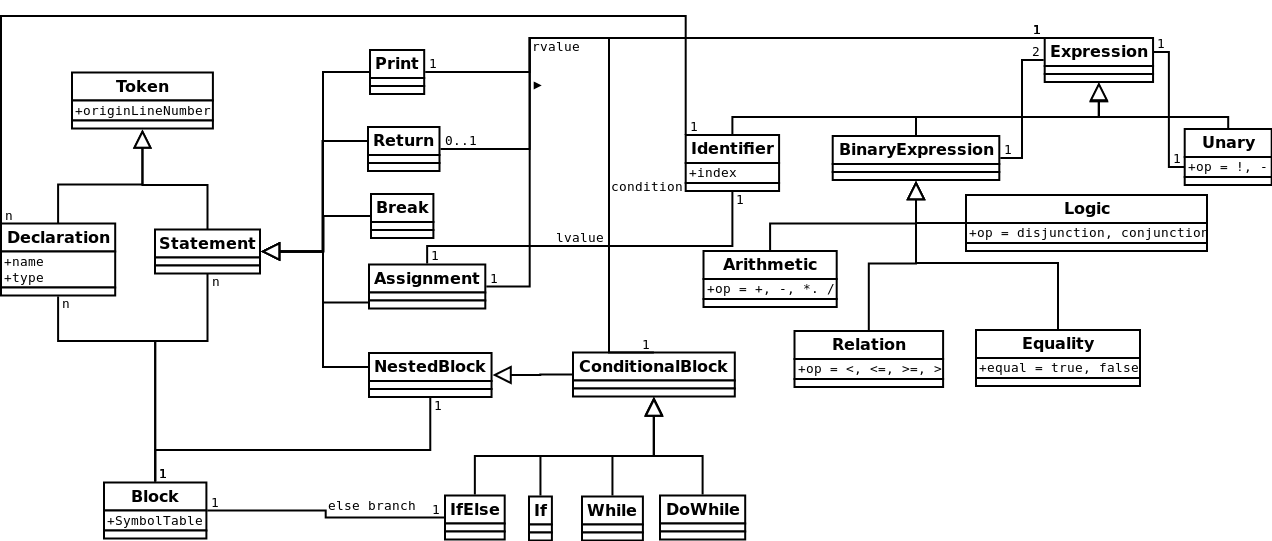 1
Expression
1
2
rvalue
Print
1
Token
+originLineNumber
Return
0..1
1
Identifier
+index
1
BinaryExpression
1
Unary
+op = !, -
1
condition
Break
Logic
+op = disjunction, conjunction
n
Declaration
+name
+type
n
Statement
n
lvalue
1
Assignment
1
Arithmetic
+op = +, -, *. /
Relation
+op = <, <=, >=, >
Equality
+equal = true, false
1
NestedBlock
1
ConditionalBlock
1
Block
+SymbolTable
1
else branch
1
IfElse
If
While
DoWhile